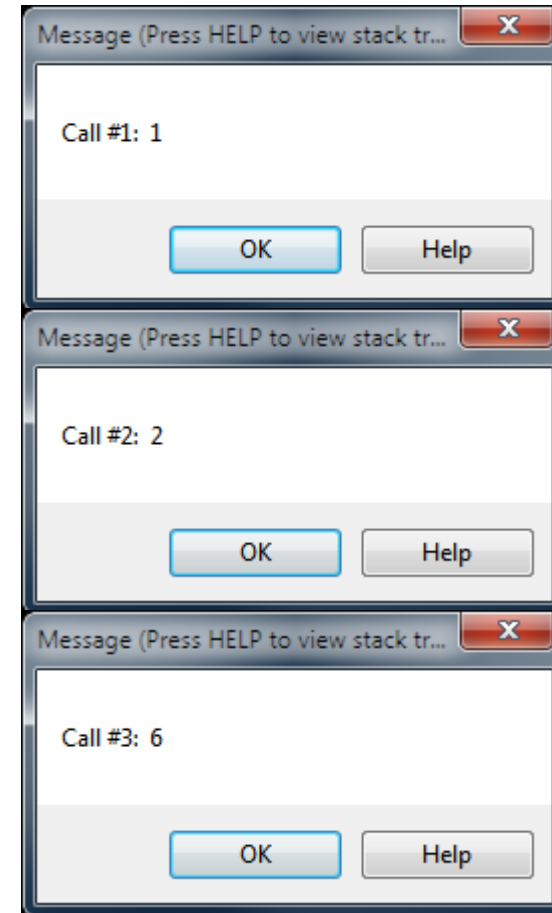 Message (Press HELP to view stack tr...
Call #1: 1
OK Help
Message (Press HELP to view stack tr...
Call #2: 2
OK Help
Message (Press HELP to view stack tr...
Call #3: 6
OK Help